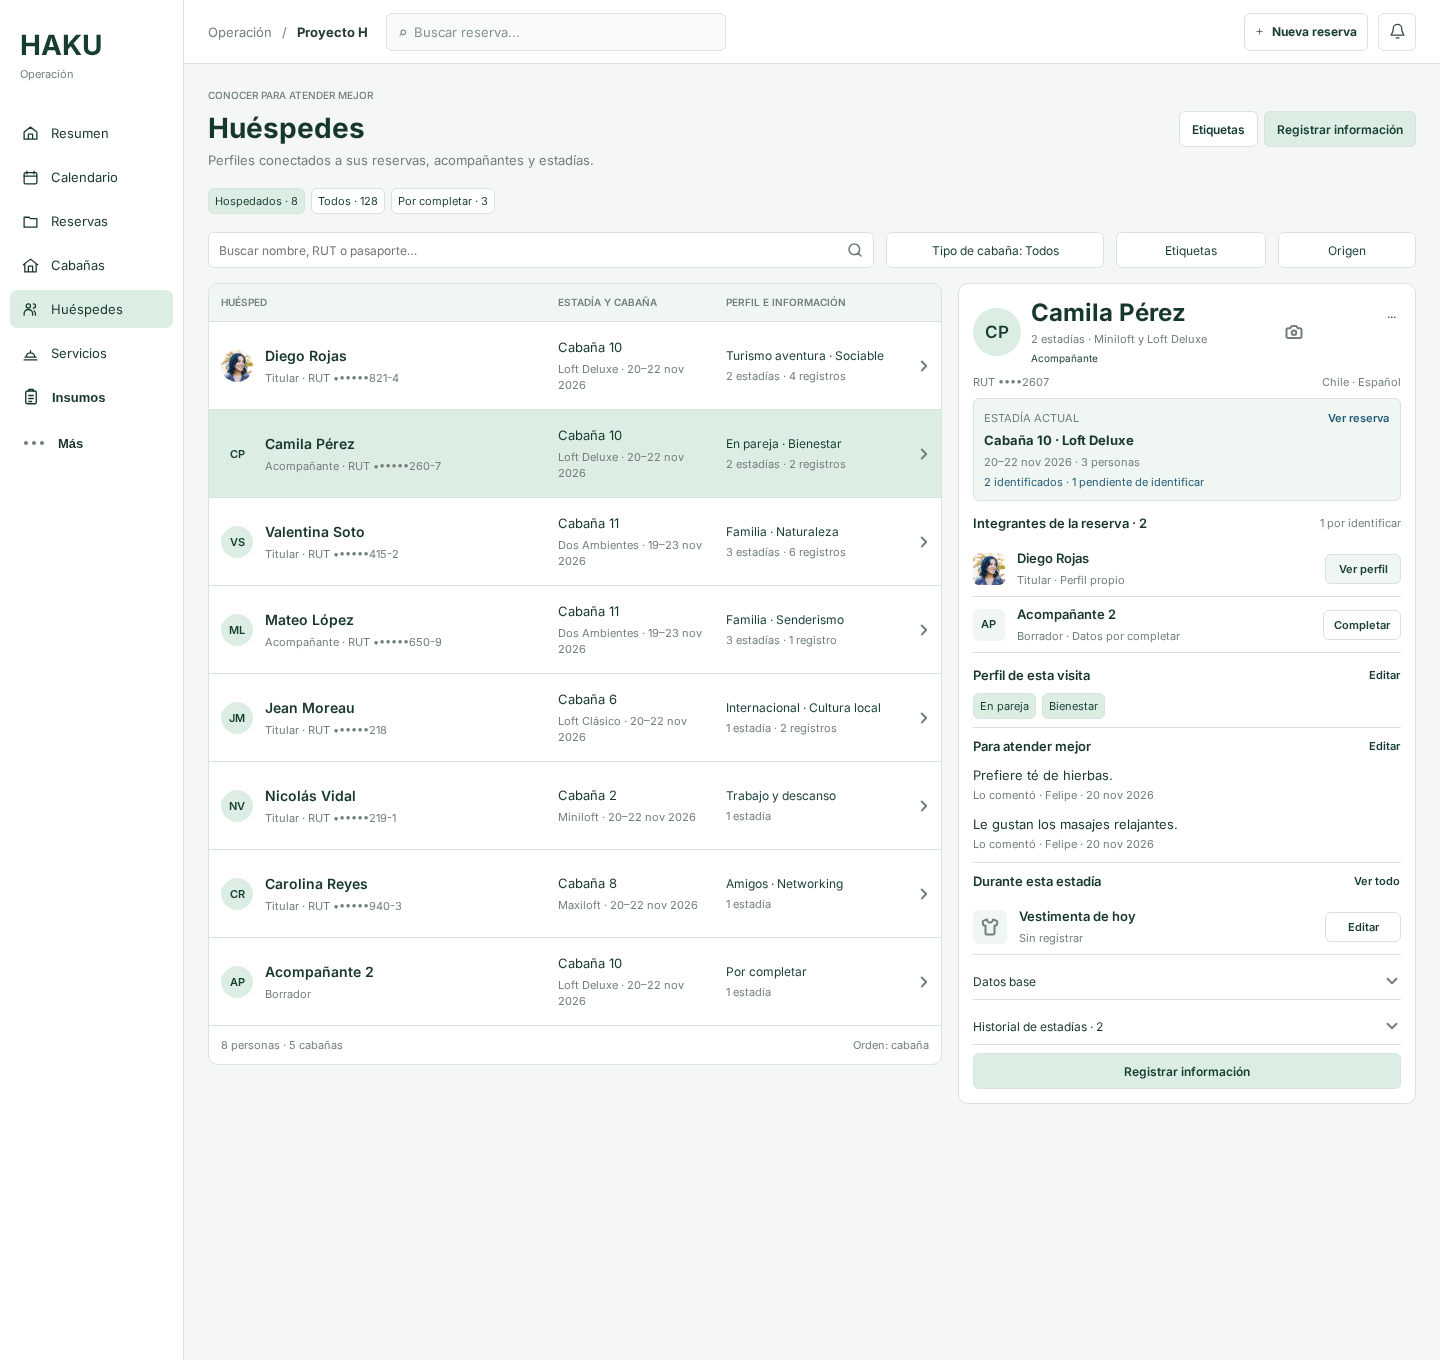 HAKU
Operación
Resumen
Calendario
Reservas
Cabañas
Huéspedes
Servicios
Insumos
Más
Operación / Proyecto H
Buscar reserva...
+ Nueva reserva
CONOCER PARA ATENDER MEJOR
Huéspedes
Perfiles conectados a sus reservas, acompañantes y estadías.
Etiquetas
Registrar información
Hospedados · 8
Todos · 128
Por completar · 3
Buscar nombre, RUT o pasaporte...
Tipo de cabaña: Todos
Etiquetas
Origen
HUÉSPED
ESTADÍA Y CABAÑA
PERFIL E INFORMACIÓN
Diego Rojas
Titular · RUT •••••821-4
Cabaña 10
Loft Deluxe · 20–22 nov
2026
Turismo aventura · Sociable
2 estadías · 4 registros
CP
Camila Pérez
Acompañante · RUT •••••260-7
Cabaña 10
Loft Deluxe · 20–22 nov
2026
En pareja · Bienestar
2 estadías · 2 registros
VS
Valentina Soto
Titular · RUT •••••415-2
Cabaña 11
Dos Ambientes · 19–23 nov
2026
Familia · Naturaleza
3 estadías · 6 registros
ML
Mateo López
Acompañante · RUT •••••650-9
Cabaña 11
Dos Ambientes · 19–23 nov
2026
Familia · Senderismo
3 estadías · 1 registro
JM
Jean Moreau
Titular · RUT •••••218
Cabaña 6
Loft Clásico · 20–22 nov
2026
Internacional · Cultura local
1 estadía · 2 registros
NV
Nicolás Vidal
Titular · RUT •••••219-1
Cabaña 2
Miniloft · 20–22 nov 2026
Trabajo y descanso
1 estadía
CR
Carolina Reyes
Titular · RUT •••••940-3
Cabaña 8
Maxiloft · 20–22 nov 2026
Amigos · Networking
1 estadía
AP
Acompañante 2
Borrador
Cabaña 10
Loft Deluxe · 20–22 nov
2026
Por completar
1 estadía
8 personas · 5 cabañas
Orden: cabaña
CP
Camila Pérez
...
2 estadías · Miniloft y Loft Deluxe
Acompañante
RUT ••••2607
Chile · Español
ESTADÍA ACTUAL
Ver reserva
Cabaña 10 · Loft Deluxe
20–22 nov 2026 · 3 personas
2 identificados · 1 pendiente de identificar
Integrantes de la reserva · 2
1 por identificar
Diego Rojas
Titular · Perfil propio
Ver perfil
AP
Acompañante 2
Borrador · Datos por completar
Completar
Perfil de esta visita
Editar
En pareja
Bienestar
Para atender mejor
Editar
Prefiere té de hierbas.
Lo comentó · Felipe · 20 nov 2026
Le gustan los masajes relajantes.
Lo comentó · Felipe · 20 nov 2026
Durante esta estadía
Ver todo
Vestimenta de hoy
Sin registrar
Editar
Datos base
Historial de estadías · 2
Registrar información